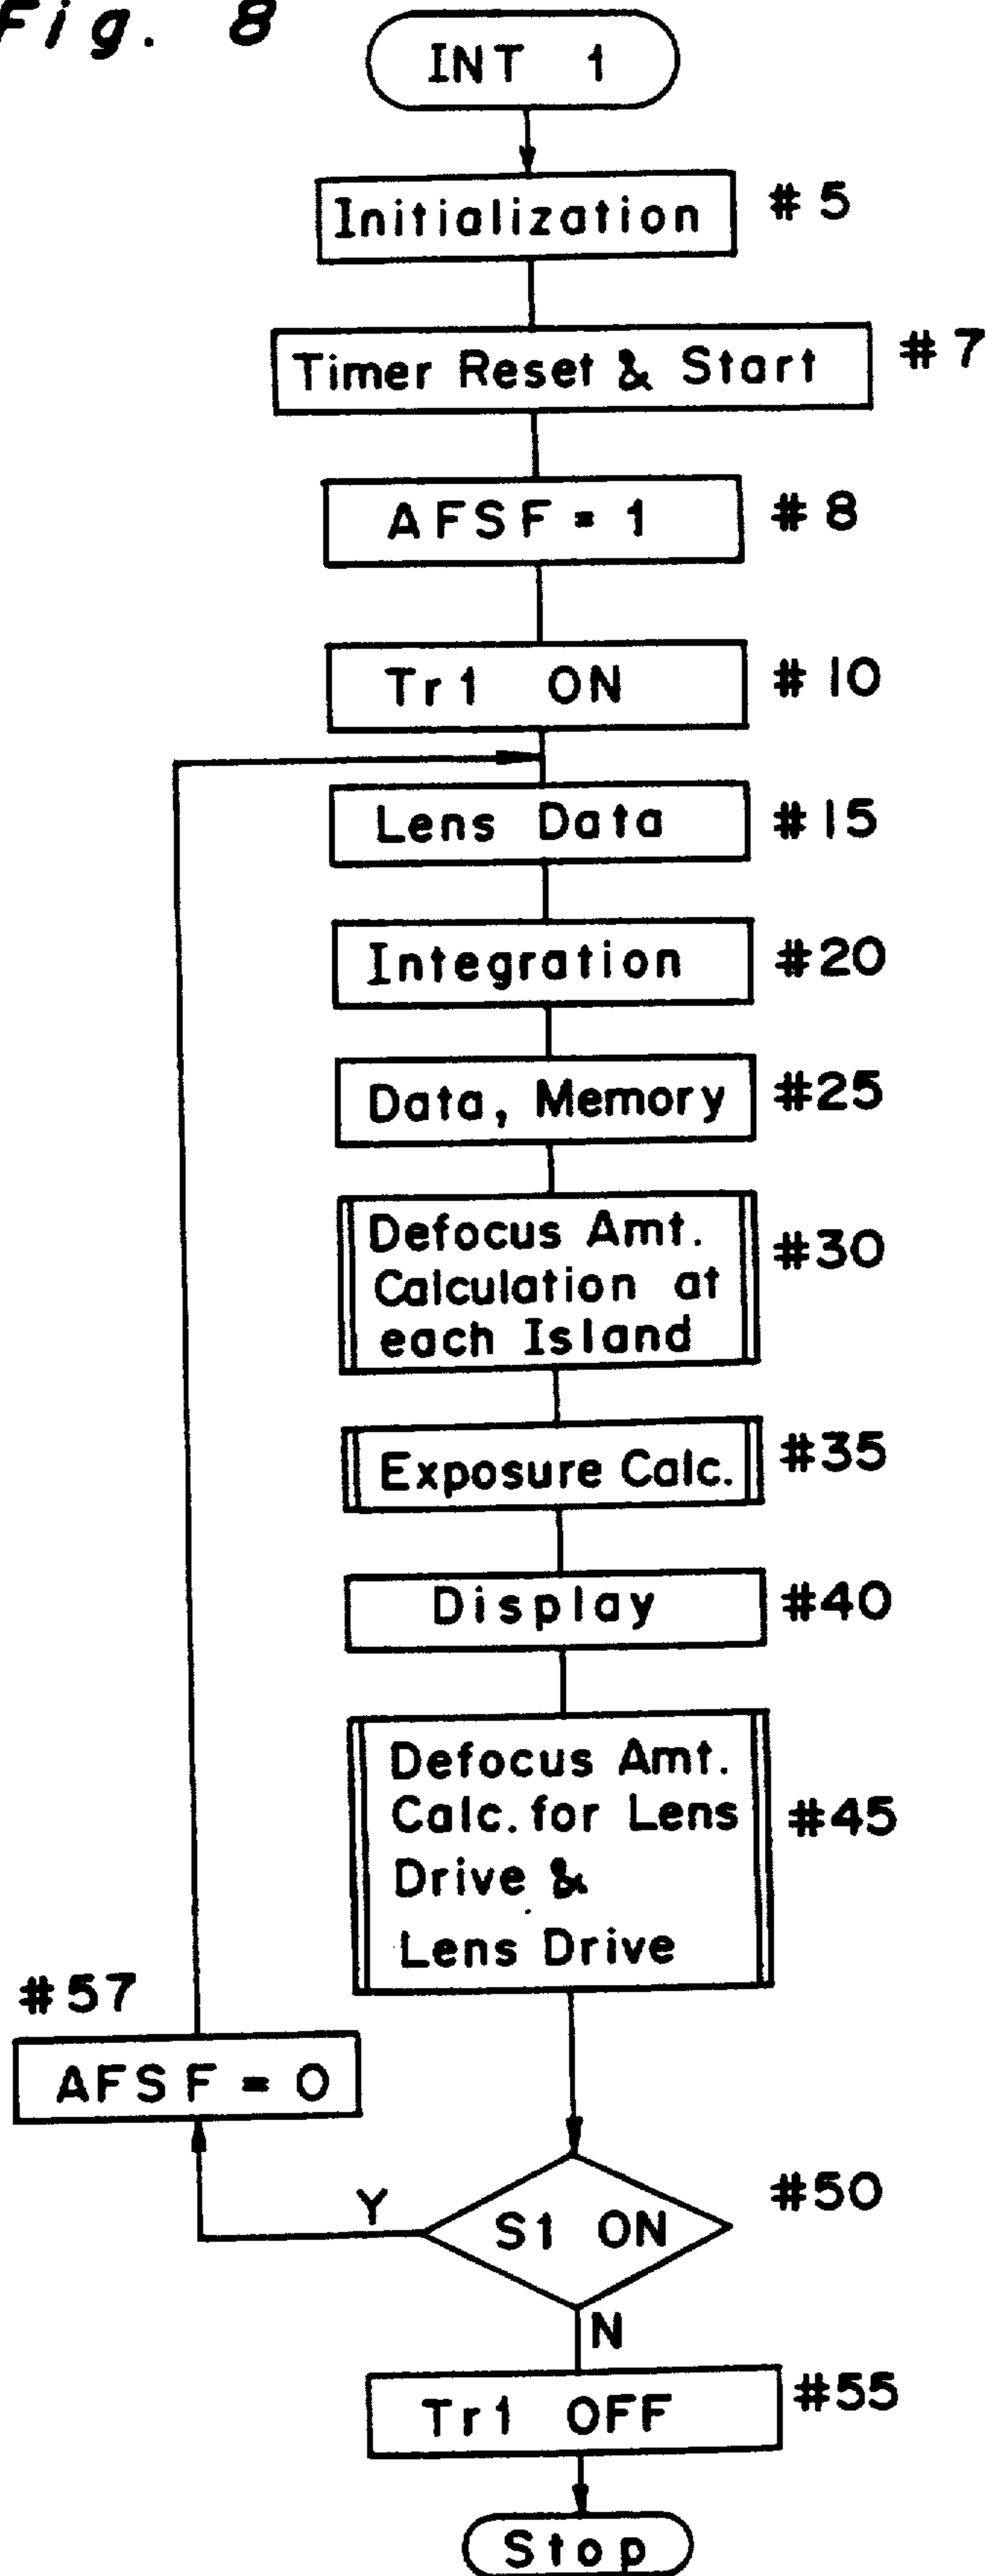 Fig. 8
INT 1
Initialization #5
Timer Reset & Start #7
AFSF = 1 #8
Tr1 ON #10
Lens Data #15
Integration #20
Data, Memory #25
Defocus Amt.
Calculation at
each Island
#30
Exposure Calc. #35
Display #40
Defocus Amt.
Calc. for Lens
Drive &
Lens Drive
#45
#57
AFSF = 0
S1 ON #50
Y
N
Tr1 OFF #55
Stop